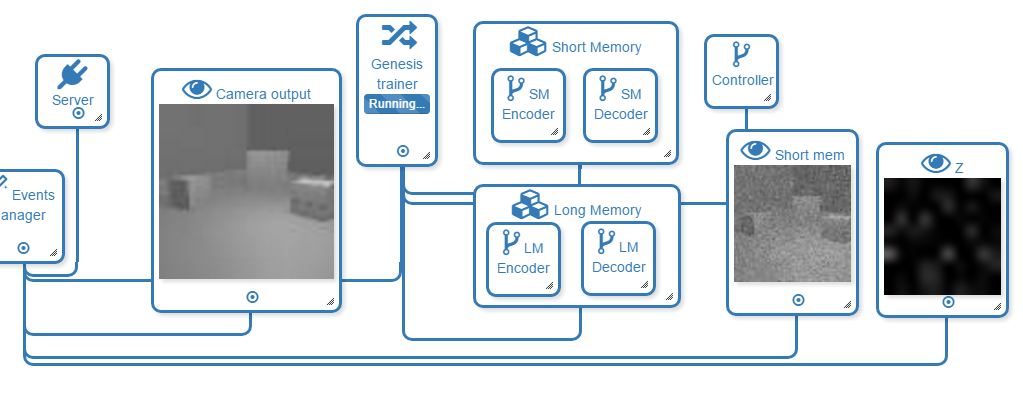 Server
Events
anager
Camera output
Genesis
trainer
Running...
Short Memory
SM
Encoder
SM
Decoder
Long Memory
LM
Encoder
LM
Decoder
Controller
Short mem
Z